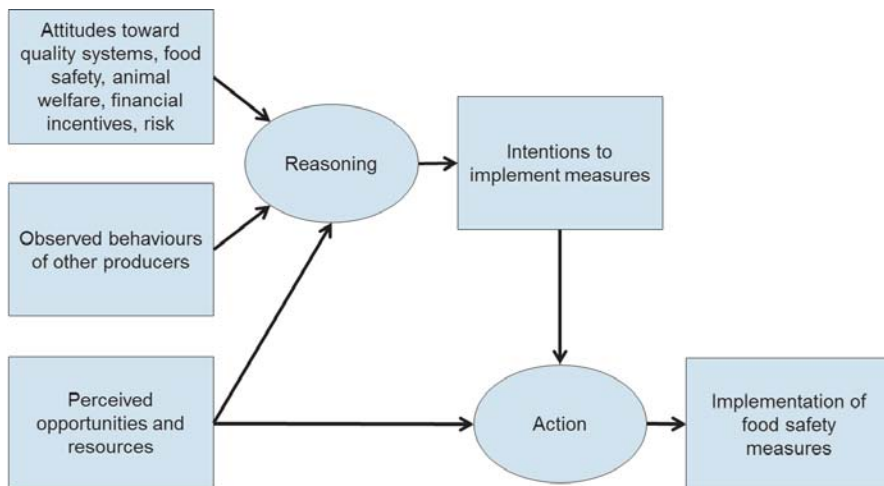 Attitudes toward
quality systems, food
safety, animal
welfare, financial
incentives, risk
Reasoning
Intentions to
implement measures
Observed behaviours
of other producers
Perceived
opportunities and
resources
Action
Implementation of
food safety
measures